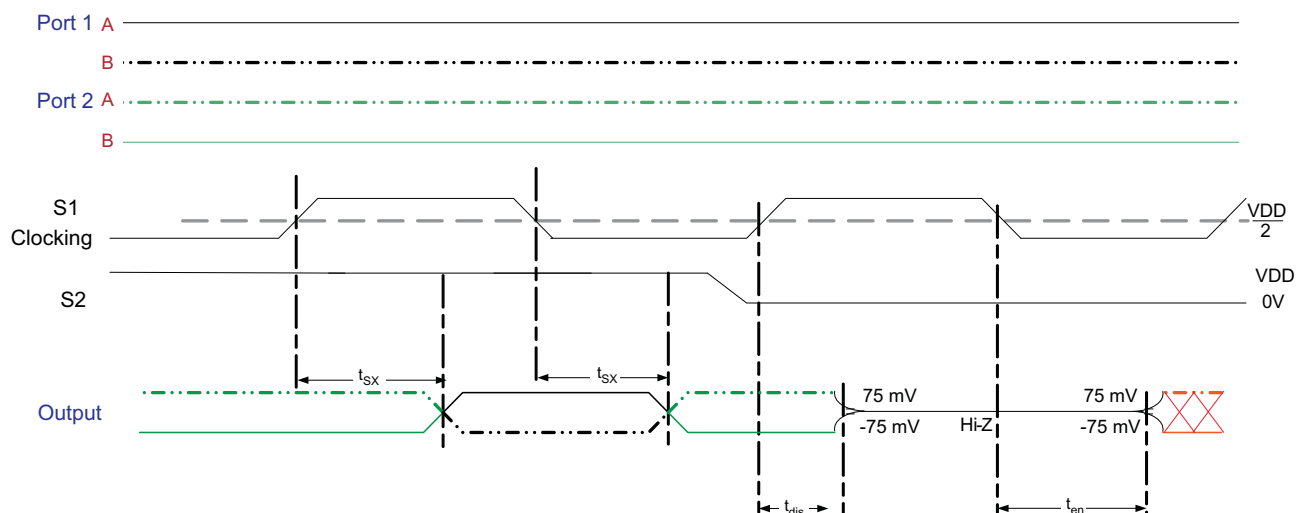 Port 1 A
B
Port 2 A
B
S1
Clocking
VDD
2
S2
VDD
0V
tSX
tSX
Output
75 mV
-75 mV
Hi-Z
75 mV
-75 mV
tdis
ten